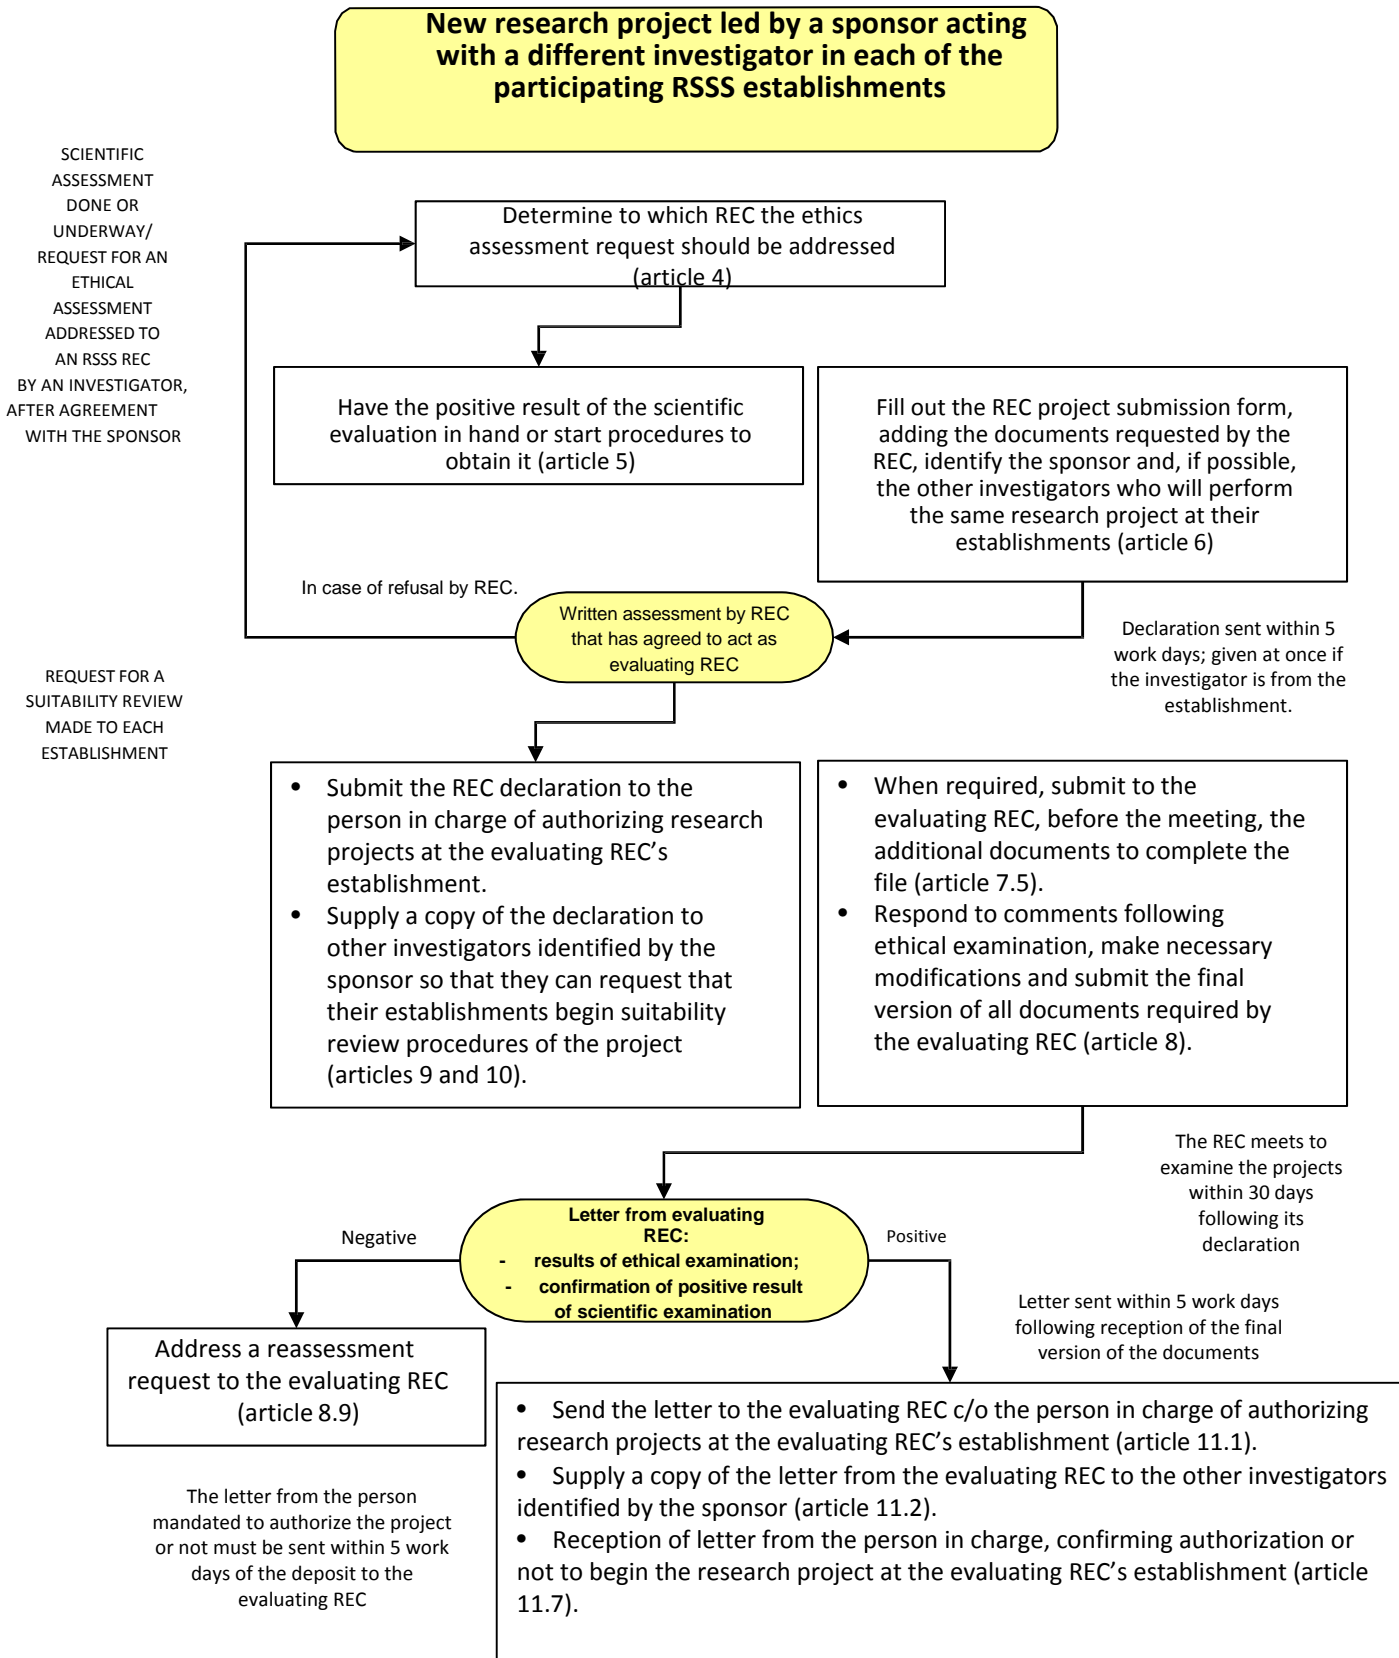 New research project led by a sponsor acting
with a different investigator in each of the
participating RSSS establishments
SCIENTIFIC
ASSESSMENT
DONE OR
UNDERWAY/
REQUEST FOR AN
ETHICAL
ASSESSMENT
ADDRESSED TO
AN RSSS REC
BY AN INVESTIGATOR,
AFTER AGREEMENT
WITH THE SPONSOR
Determine to which REC the ethics
assessment request should be addressed
(article 4)
Have the positive result of the scientific
evaluation in hand or start procedures to
obtain it (article 5)
Fill out the REC project submission form,
adding the documents requested by the
REC, identify the sponsor and, if possible,
the other investigators who will perform
the same research project at their
establishments (article 6)
In case of refusal by REC.
Written assessment by REC
that has agreed to act as
evaluating REC
Declaration sent within 5
work days; given at once if
the investigator is from the
establishment.
REQUEST FOR A
SUITABILITY REVIEW
MADE TO EACH
ESTABLISHMENT
• Submit the REC declaration to the
person in charge of authorizing research
projects at the evaluating REC’s
establishment.
• Supply a copy of the declaration to
other investigators identified by the
sponsor so that they can request that
their establishments begin suitability
review procedures of the project
(articles 9 and 10).
• When required, submit to the
evaluating REC, before the meeting, the
additional documents to complete the
file (article 7.5).
• Respond to comments following
ethical examination, make necessary
modifications and submit the final
version of all documents required by
the evaluating REC (article 8).
The REC meets to
examine the projects
within 30 days
following its
declaration
Negative
Letter from evaluating
REC:
- results of ethical examination;
- confirmation of positive result
of scientific examination
Positive
Letter sent within 5 work days
following reception of the final
version of the documents
Address a reassessment
request to the evaluating REC
(article 8.9)
The letter from the person
mandated to authorize the project
or not must be sent within 5 work
days of the deposit to the
evaluating REC
• Send the letter to the evaluating REC c/o the person in charge of authorizing
research projects at the evaluating REC’s establishment (article 11.1).
• Supply a copy of the letter from the evaluating REC to the other investigators
identified by the sponsor (article 11.2).
• Reception of letter from the person in charge, confirming authorization or
not to begin the research project at the evaluating REC’s establishment (article
11.7).